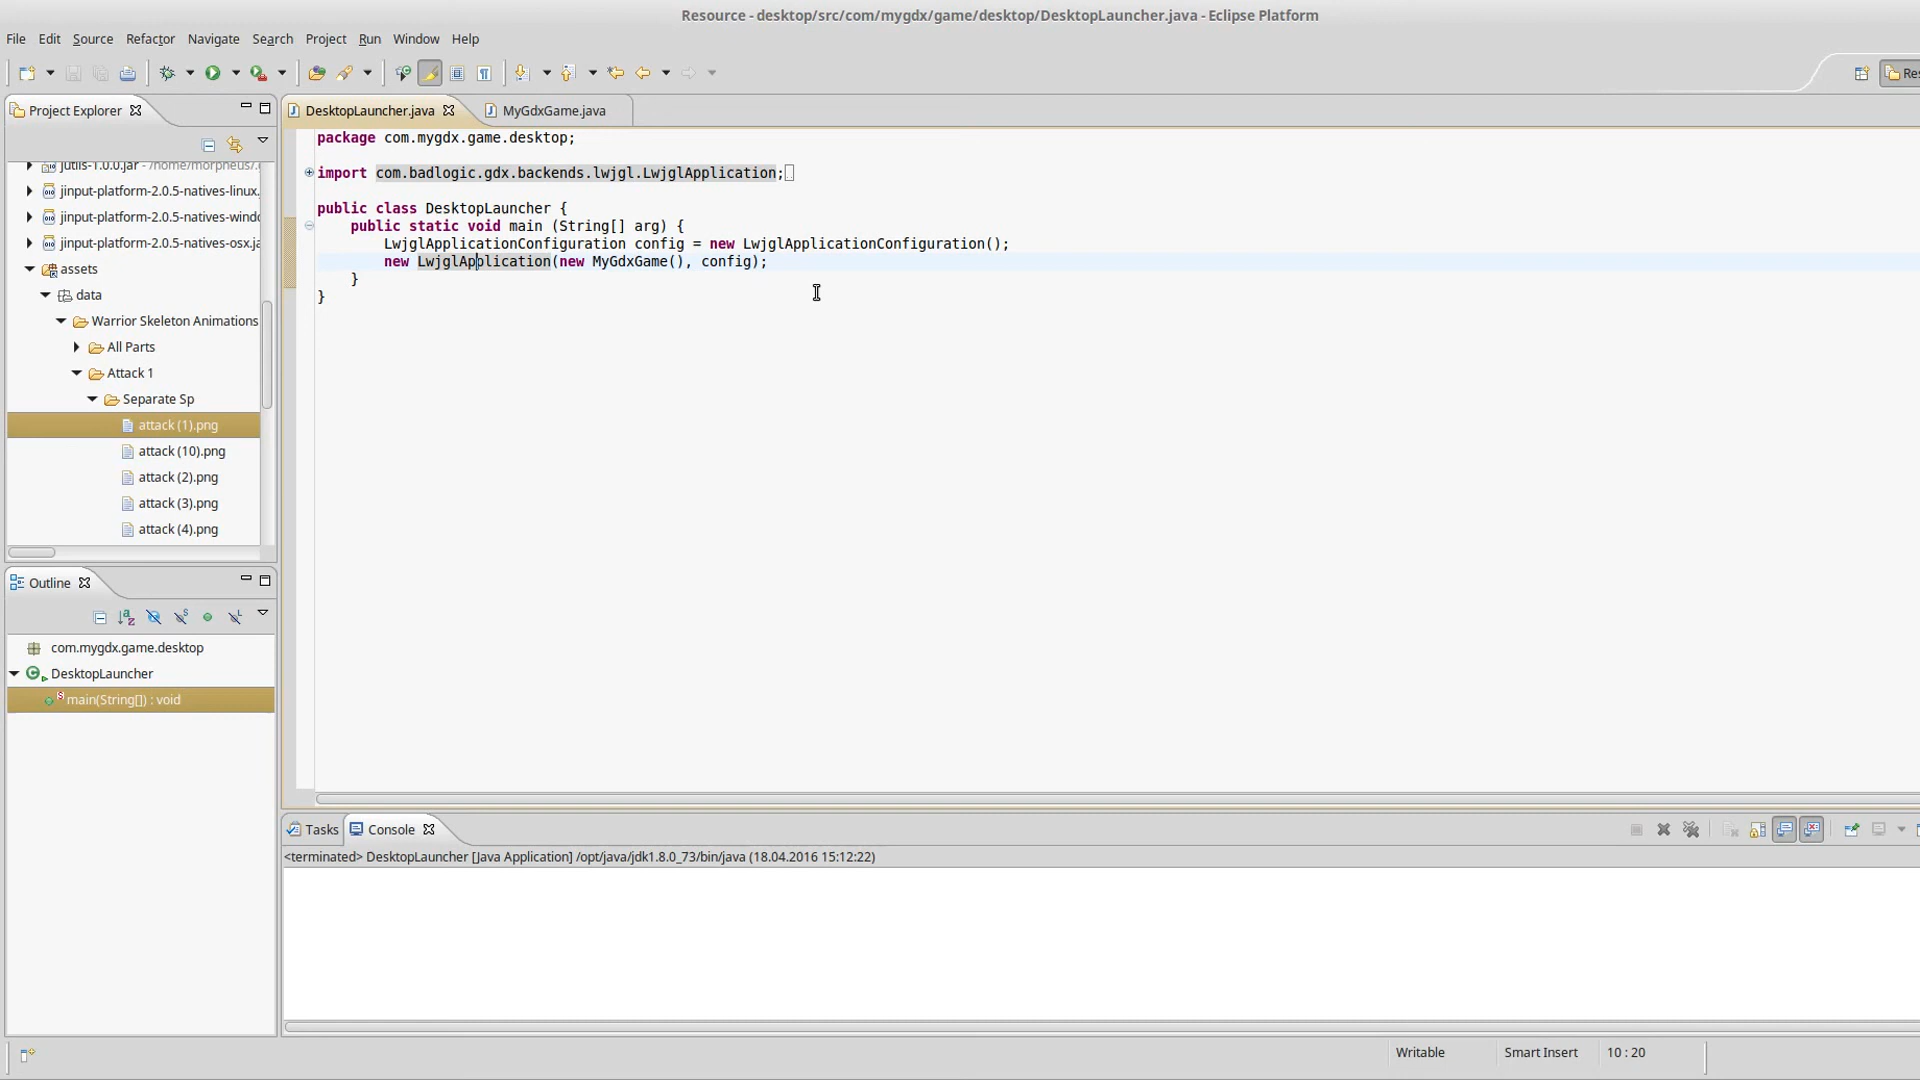 Resource - desktop/src/com/mygdx/game/desktop/DesktopLauncher.java - Eclipse Platform
File Edit Source Refactor Navigate Search Project Run Window Help
Project Explorer
jutils-1.0.0.jar - /home/morpheus/.
jinput-platform-2.0.5-natives-linux.
jinput-platform-2.0.5-natives-windo
jinput-platform-2.0.5-natives-osx.ja
assets
data
Warrior Skeleton Animations
All Parts
Attack 1
Separate Sp
attack (1).png
attack (10).png
attack (2).png
attack (3).png
attack (4).png
Outline
com.mygdx.game.desktop
DesktopLauncher
main(String[]) : void
DesktopLauncher.java MyGdxGame.java
package com.mygdx.game.desktop;
import com.badlogic.gdx.backends.lwjgl.LwjglApplication;
public class DesktopLauncher {
public static void main (String[] arg) {
LwjglApplicationConfiguration config = new LwjglApplicationConfiguration();
new LwjglApplication(new MyGdxGame(), config);
}
}
Tasks Console
<terminated> DesktopLauncher [Java Application] /opt/java/jdk1.8.0_73/bin/java (18.04.2016 15:12:22)
Writable Smart Insert 10 : 20